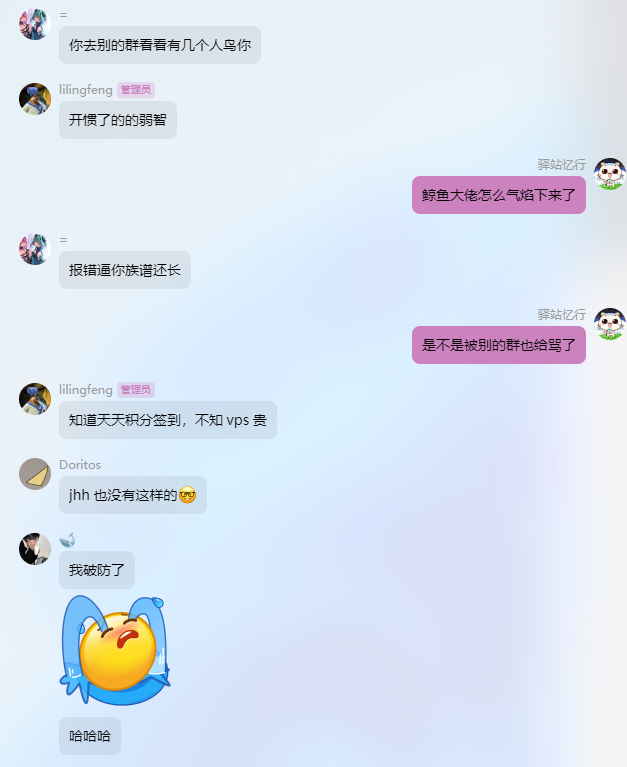 =
你去别的群看看有几个人鸟你
lilingfeng 管理员
开惯了的的弱智
驿站忆行
鲸鱼大佬怎么气焰下来了
=
报错逼你族谱还长
驿站忆行
是不是被别的群也给骂了
lilingfeng 管理员
知道天天积分签到，不知 vps 贵
Doritos
jhh 也没有这样的🤓
🐋
我破防了
哈哈哈